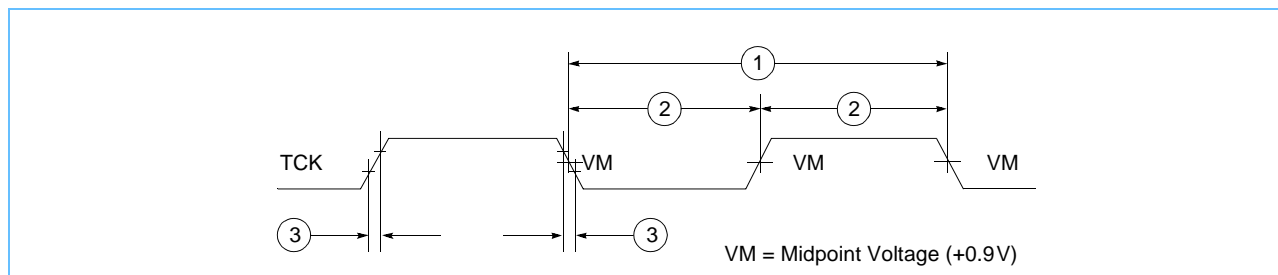 1
2 2
TCK VM VM VM
3 3
VM = Midpoint Voltage (+0.9V)